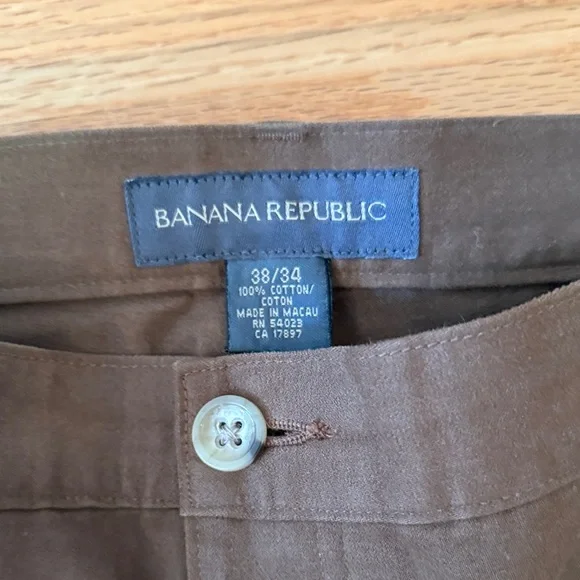 BANANA REPUBLIC
38/34
100% COTTON/
COTON
MADE IN MACAU
RN 54023
CA 17897